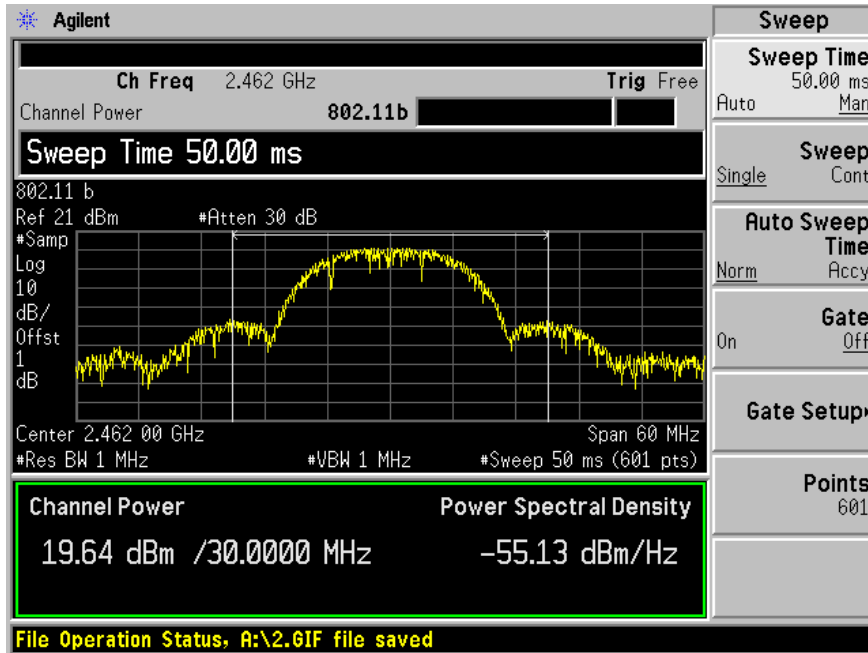 Agilent
Ch Freq 2.462 GHz Trig Free
Channel Power 802.11b
Sweep Time 50.00 ms
802.11 b
Ref 21 dBm #Atten 30 dB
#Samp
Log
10
dB/
Offst
1
dB
Center 2.462 00 GHz Span 60 MHz
#Res BW 1 MHz #VBW 1 MHz #Sweep 50 ms (601 pts)
Channel Power Power Spectral Density
19.64 dBm /30.0000 MHz -55.13 dBm/Hz
File Operation Status, A:\2.GIF file saved
Sweep
Sweep Time
50.00 ms
Auto Man
Sweep
Single Cont
Auto Sweep
Time
Norm Accy
Gate
On Off
Gate Setup
Points
601